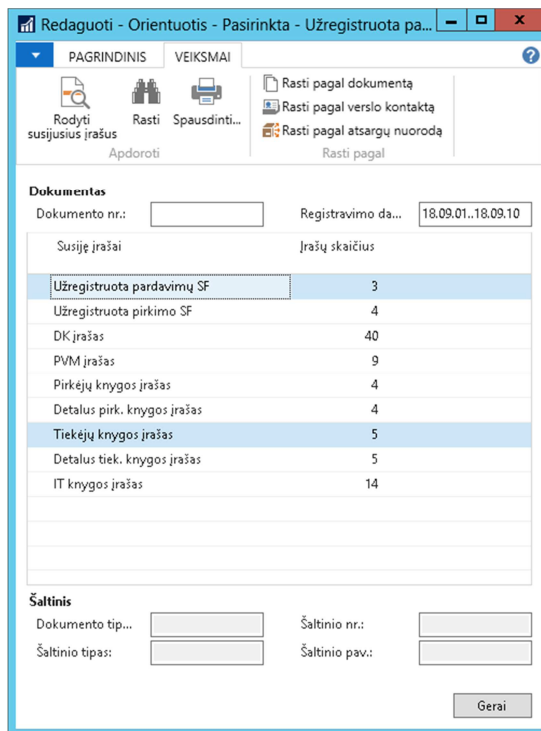 Redaguoti - Orientuotis - Pasirinkta - Užregistruota pa...
PAGRINDINIS VEIKSMAI
Rodyti susijusius įrašus
Rasti
Spausdinti...
Rasti pagal dokumentą
Rasti pagal verslo kontaktą
Rasti pagal atsargų nuorodą
Apdoroti
Rasti pagal
Dokumentas
Dokumento nr.: Registravimo da... 18.09.01..18.09.10
Susiję įrašai Įrašų skaičius
Užregistruota pardavimų SF 3
Užregistruota pirkimo SF 4
DK įrašas 40
PVM įrašas 9
Pirkėjų knygos įrašas 4
Detalus pirk. knygos įrašas 4
Tiekėjų knygos įrašas 5
Detalus tiek. knygos įrašas 5
IT knygos įrašas 14
Šaltinis
Dokumento tip... Šaltinio nr.:
Šaltinio tipas: Šaltinio pav.:
Gerai